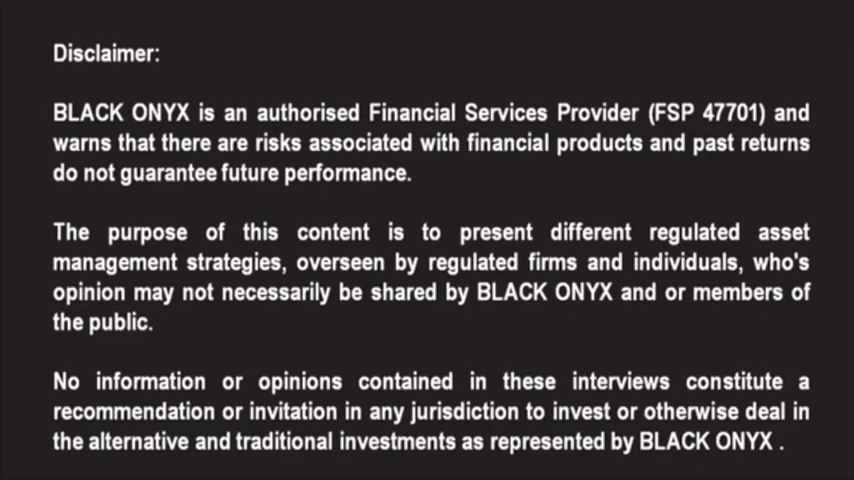 Disclaimer:
BLACK ONYX is an authorised Financial Services Provider (FSP 47701) and
warns that there are risks associated with financial products and past returns
do not guarantee future performance.
The purpose of this content is to present different regulated asset
management strategies, overseen by regulated firms and individuals, who's
opinion may not necessarily be shared by BLACK ONYX and or members of
the public.
No information or opinions contained in these interviews constitute a
recommendation or invitation in any jurisdiction to invest or otherwise deal in
the alternative and traditional investments as represented by BLACK ONYX .